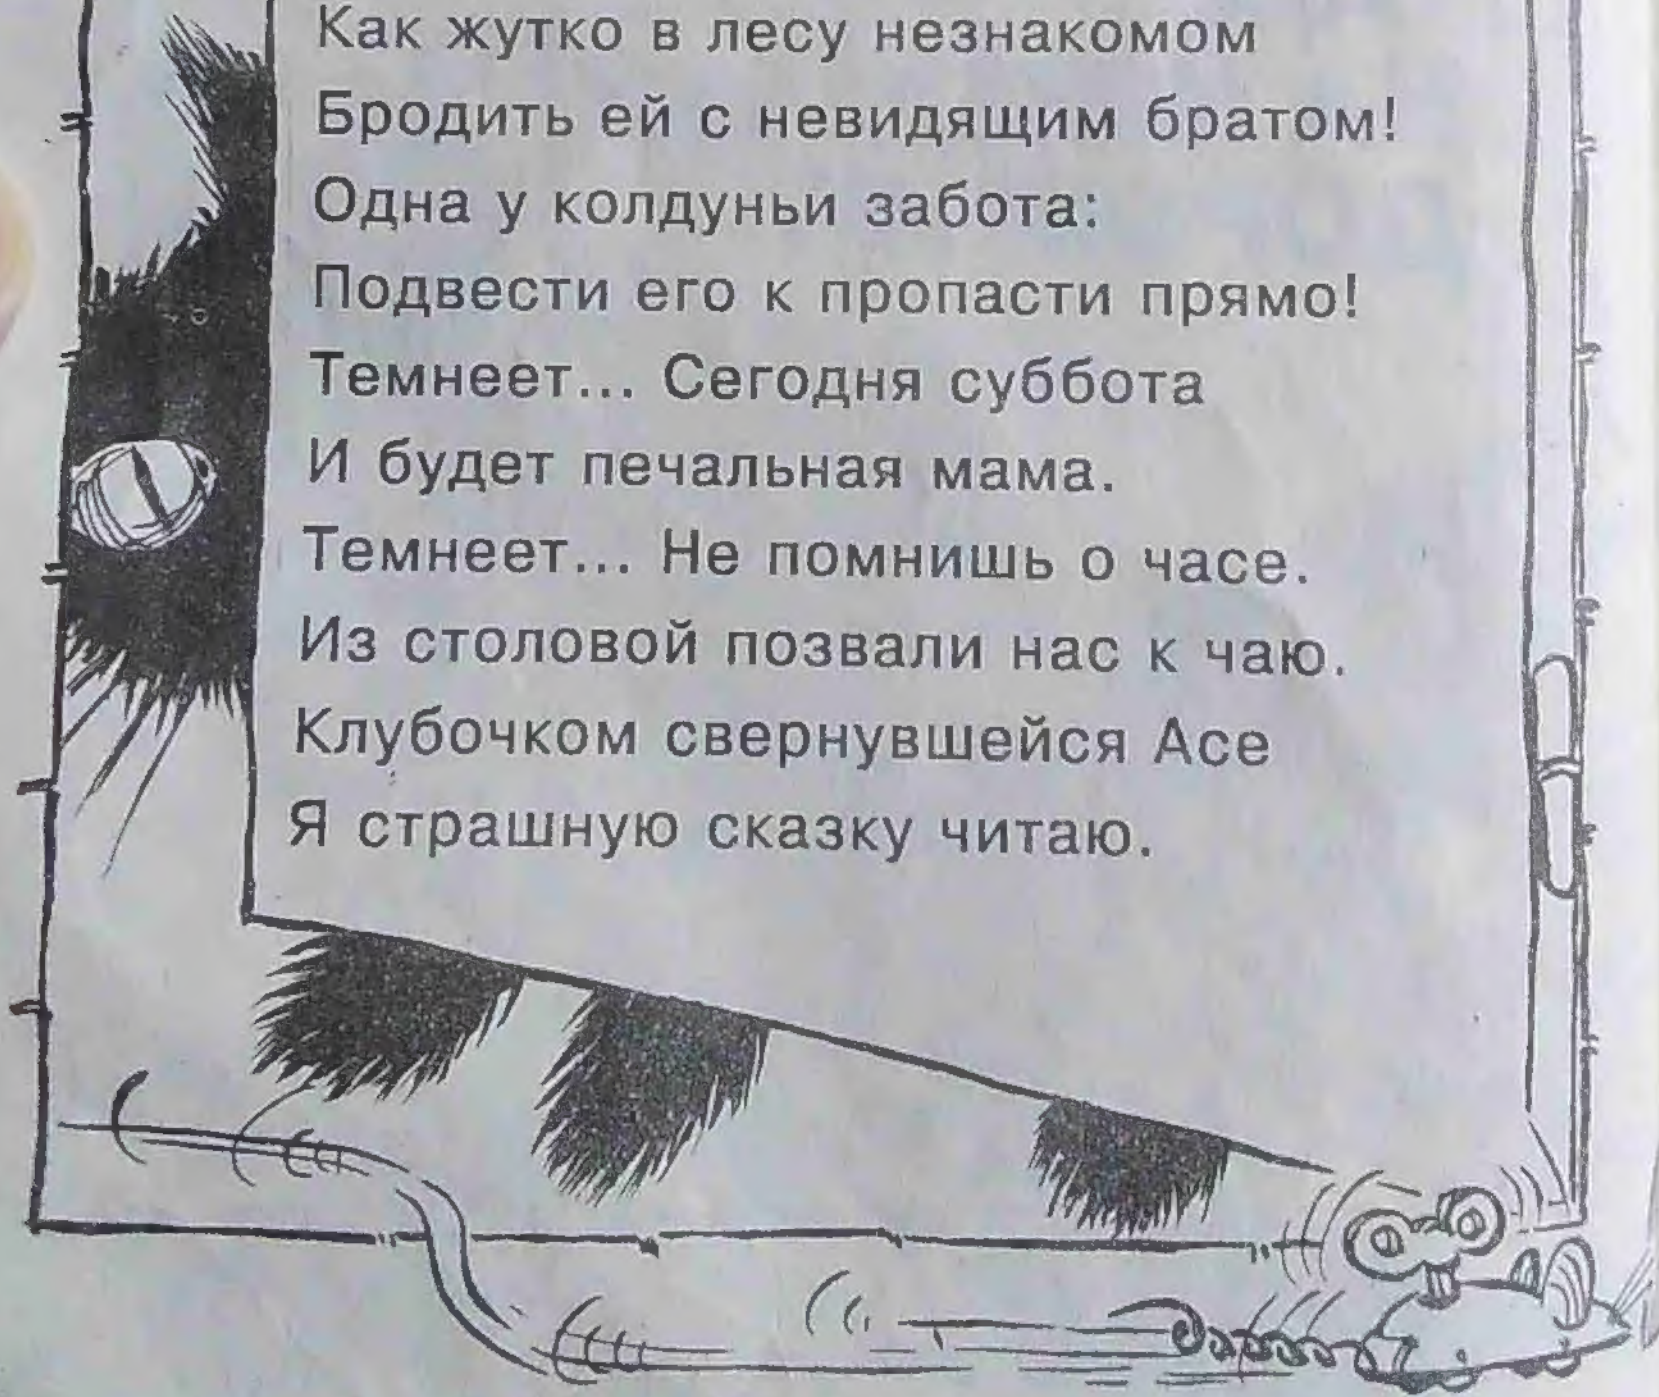 Как жутко в лесу незнакомом
Бродить ей с невидящим братом!
Одна у колдуньи забота:
Подвести его к пропасти прямо!
Темнеет... Сегодня суббота
И будет печальная мама.
Темнеет... Не помнишь о часе.
Из столовой позвали нас к чаю.
Клубочком свернувшейся Асе
Я страшную сказку читаю.